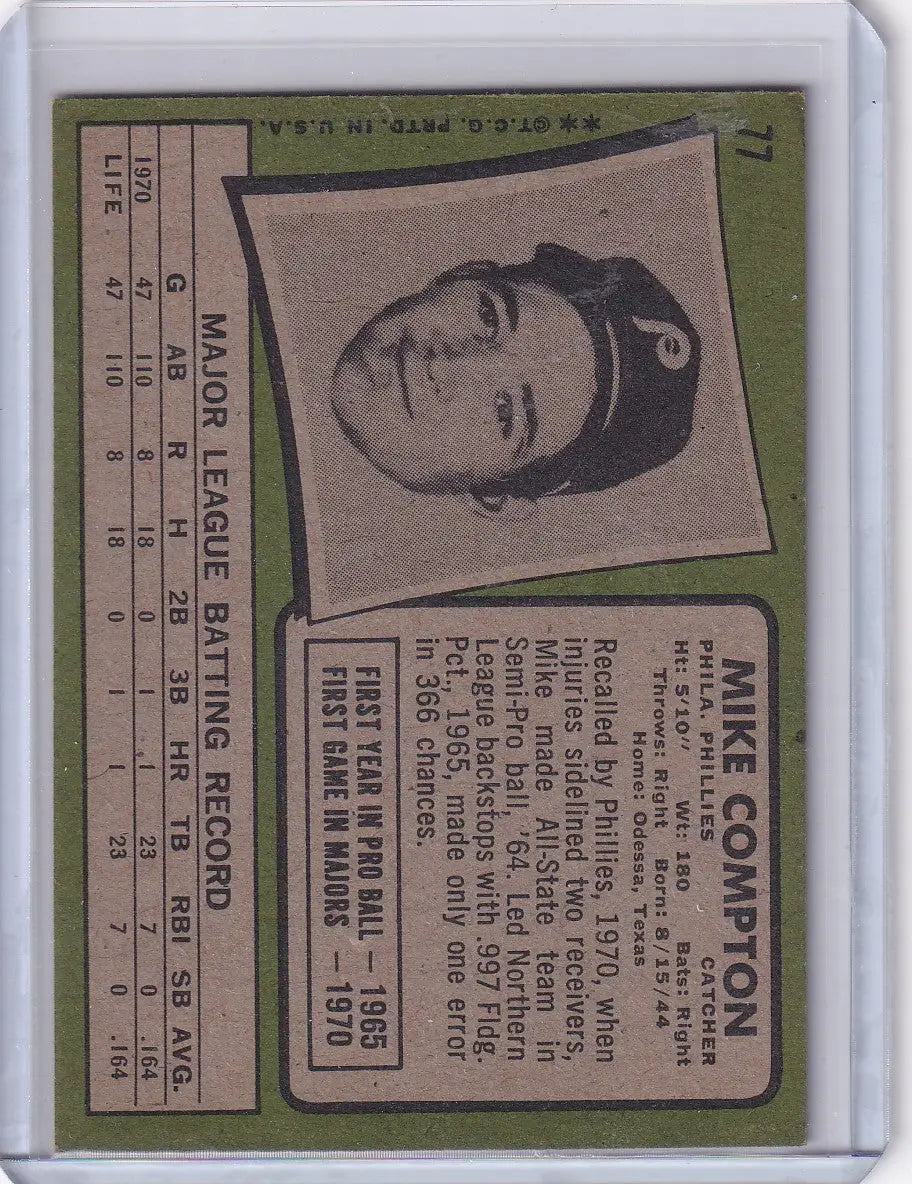 77
**©T.C.G. PRTD. IN U.S.A.
MIKE COMPTON
PHILA. PHILLIES CATCHER
Ht: 5'10" Wt: 180 Bats: Right
Throws: Right Born: 8/15/44
Home: Odessa, Texas
Recalled by Phillies, 1970, when
injuries sidelined two receivers,
Mike made All-State team in
Semi-Pro ball, '64. Led Northern
League backstops with .997 Fldg.
Pct., 1965, made only one error
in 366 chances.
FIRST YEAR IN PRO BALL — 1965
FIRST GAME IN MAJORS — 1970
MAJOR LEAGUE BATTING RECORD
G AB R H 2B 3B HR TB RBI SB AVG.
1970 47 110 8 18 0 1 1 23 7 0 .164
LIFE 47 110 8 18 0 1 1 23 7 0 .164